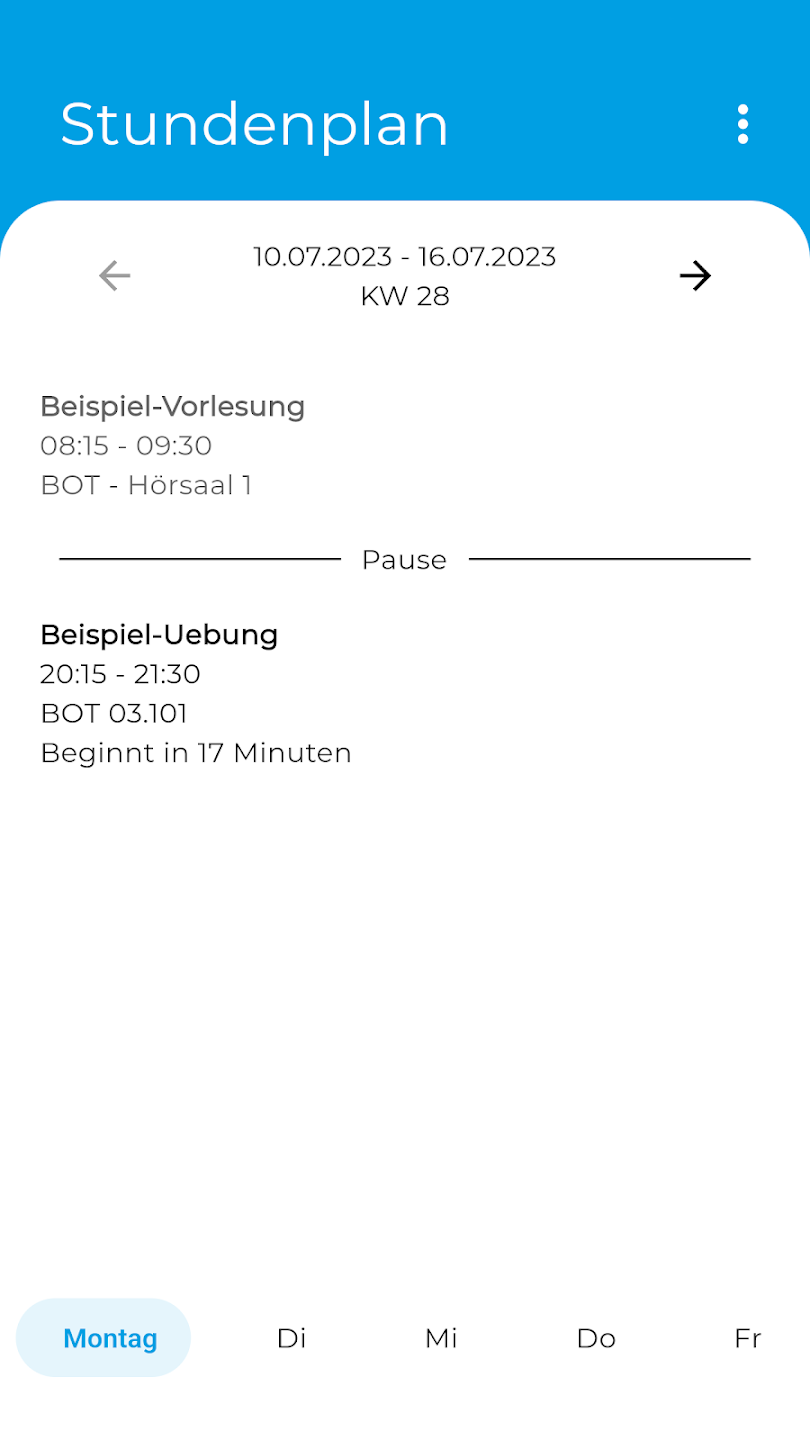 Stundenplan
10.07.2023 - 16.07.2023
KW 28
Beispiel-Vorlesung
08:15 - 09:30
BOT - Hörsaal 1
Pause
Beispiel-Uebung
20:15 - 21:30
BOT 03.101
Beginnt in 17 Minuten
Montag Di Mi Do Fr